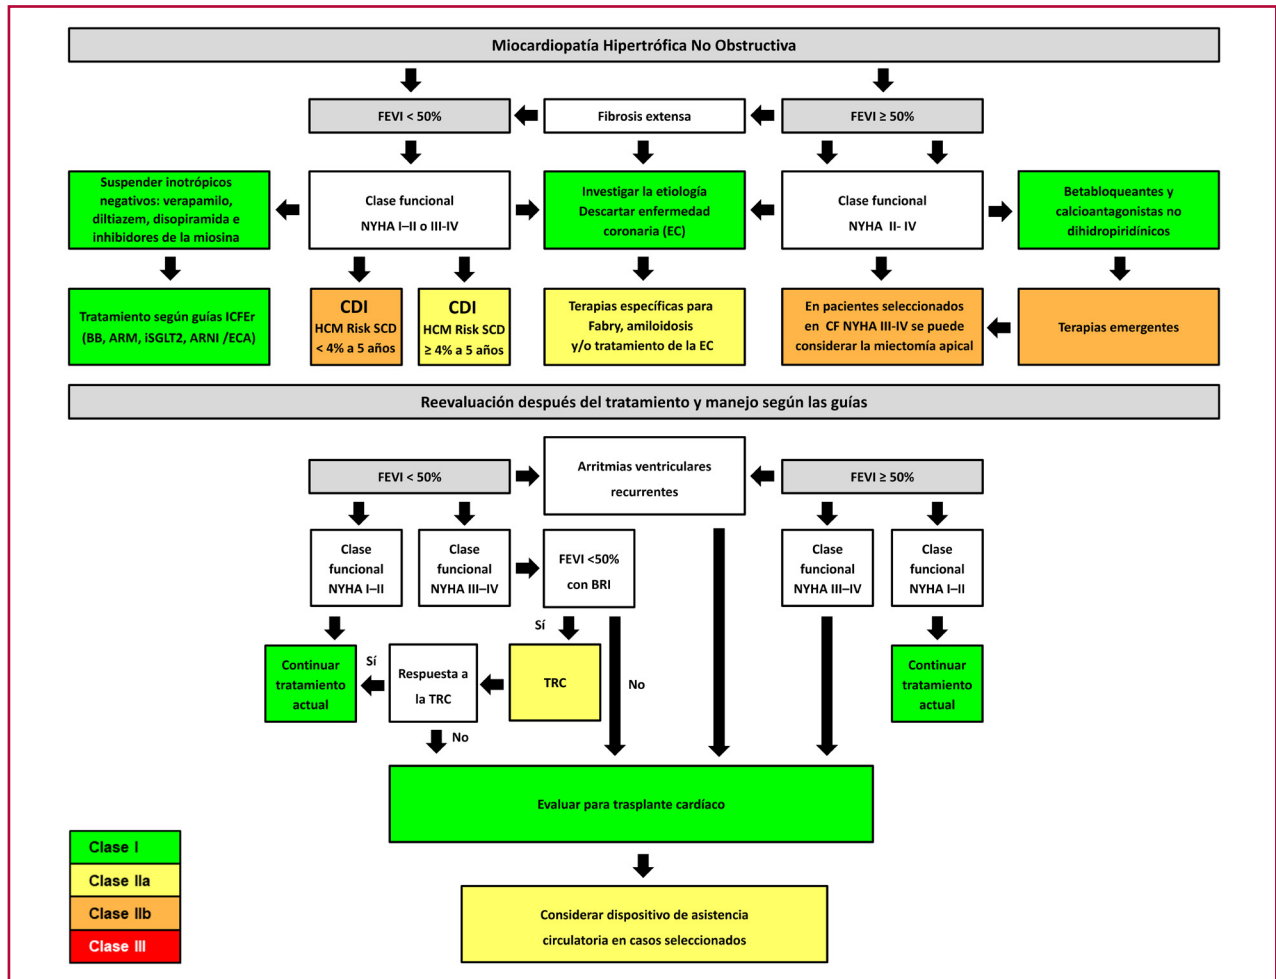 Miocardiopatía Hipertrófica No Obstructiva
FEVI < 50%
Fibrosis extensa
FEVI ≥ 50%
Suspender inotrópicos
negativos: verapamilo,
diltiazem, disopiramida e
inhibidores de la miosina
Clase funcional
NYHA I–II o III-IV
Investigar la etiología
Descartar enfermedad
coronaria (EC)
Clase funcional
NYHA II- IV
Betabloqueantes y
calcioantagonistas no
dihidropiridínicos
Tratamiento según guías ICFEr
(BB, ARM, iSGLT2, ARNI /ECA)
CDI
HCM Risk SCD
< 4% a 5 años
CDI
HCM Risk SCD
≥ 4% a 5 años
Terapias específicas para
Fabry, amiloidosis
y/o tratamiento de la EC
En pacientes seleccionados
en CF NYHA III-IV se puede
considerar la miectomía apical
Terapias emergentes
Reevaluación después del tratamiento y manejo según las guías
FEVI < 50%
Arritmias ventriculares
recurrentes
FEVI ≥ 50%
Clase
funcional
NYHA I–II
Clase
funcional
NYHA III–IV
FEVI <50%
con BRI
Clase
funcional
NYHA III–IV
Clase
funcional
NYHA I–II
Sí
No
Continuar
tratamiento
actual
Sí
Respuesta a
la TRC
TRC
Continuar
tratamiento
actual
No
Evaluar para trasplante cardíaco
Considerar dispositivo de asistencia
circulatoria en casos seleccionados
Clase I
Clase IIa
Clase IIb
Clase III